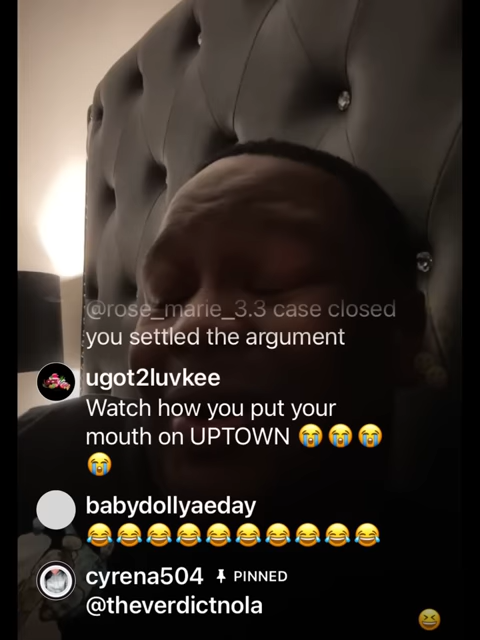 @rose_marie_3.3 case closed
you settled the argument
ugot2luvkee
Watch how you put your
mouth on UPTOWN 😭😭😭
😭
babydollyaeday
😂😂😂😂😂😂😂😂😂😂
cyrena504 PINNED
@theverdictnola